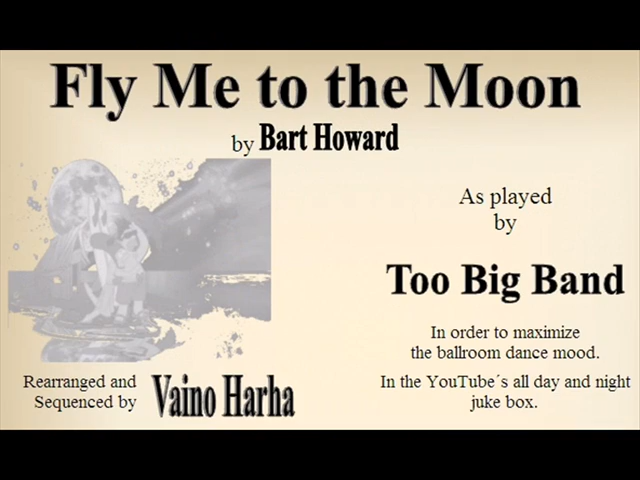 Fly Me to the Moon
by Bart Howard
As played
by
Too Big Band
In order to maximize
the ballroom dance mood.
In the YouTube´s all day and night
juke box.
Rearranged and
Sequenced by
Vaino Harha